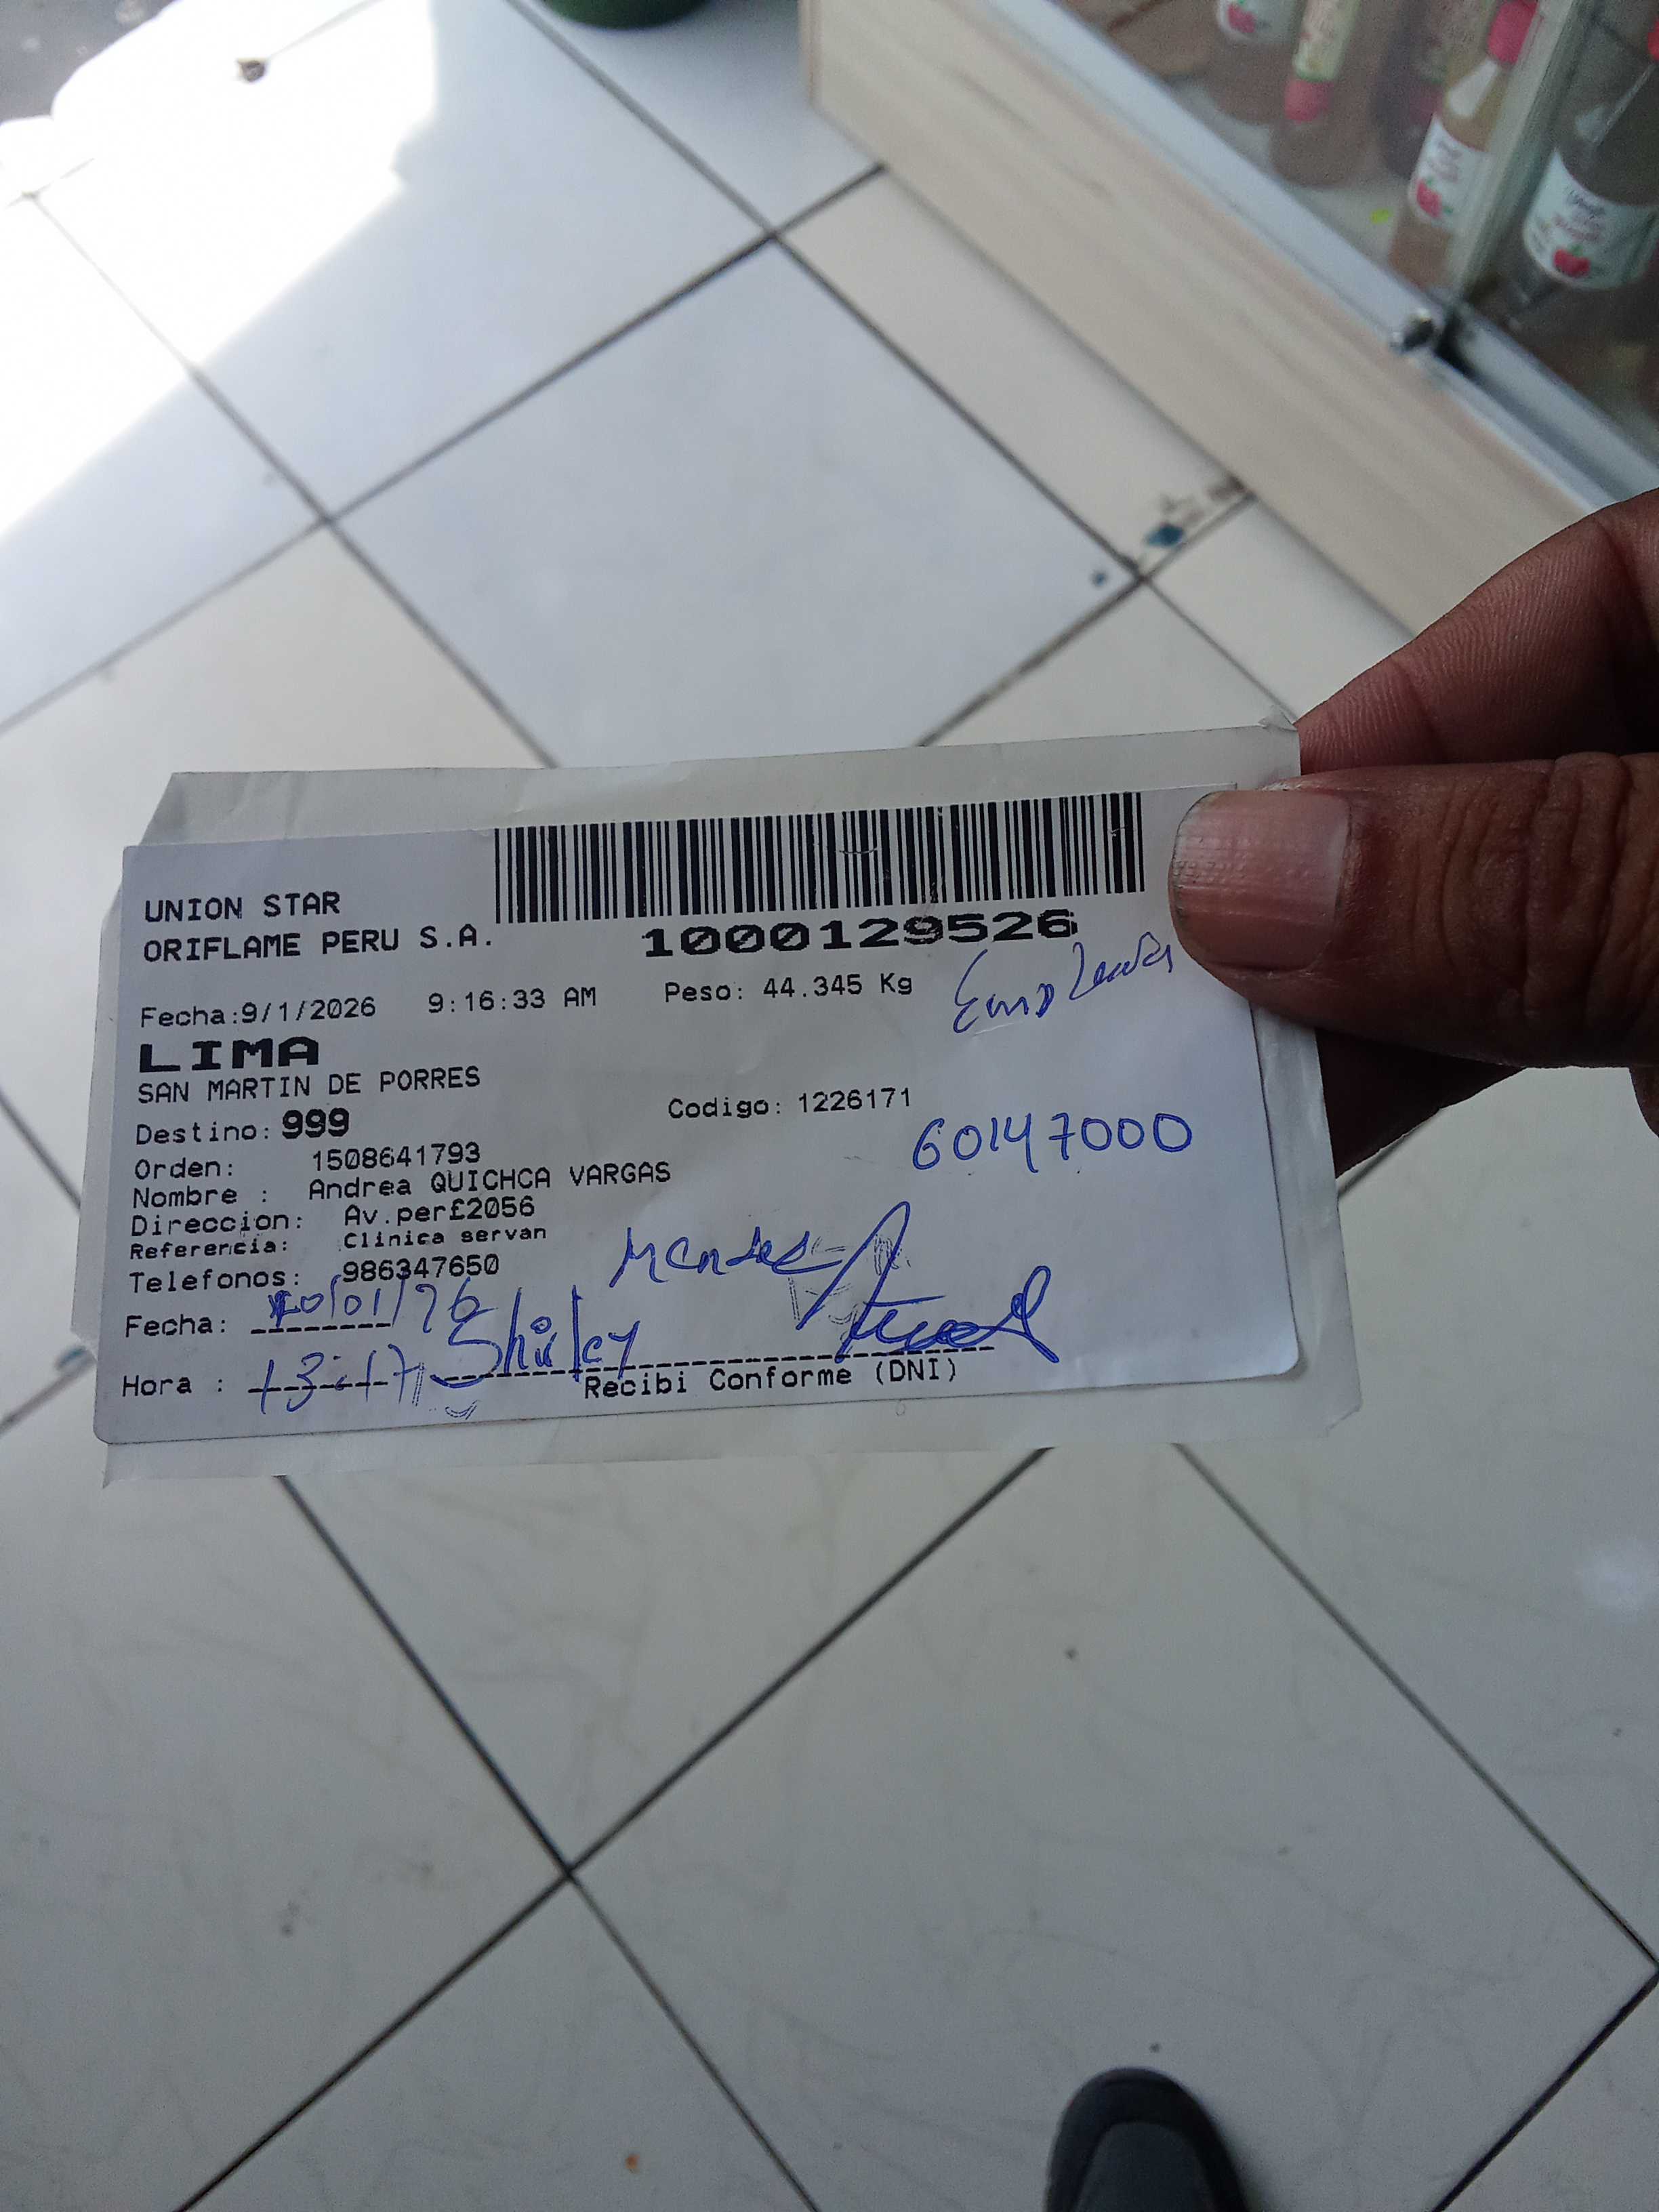 UNION STAR
ORIFLAME PERU S.A.
1000129526
Fecha:9/1/2026 9:16:33 AM Peso: 44.345 Kg
LIMA
SAN MARTIN DE PORRES
Destino: 999 Codigo: 1226171
60147000
Orden: 1508641793
Nombre : Andrea QUICHCA VARGAS
Direccion: Av.per£2056
Referencia: Clinica servan
Telefonos: 986347650
Fecha: 10/01/26
Shirley
Hora : 13:17
Recibi Conforme (DNI)